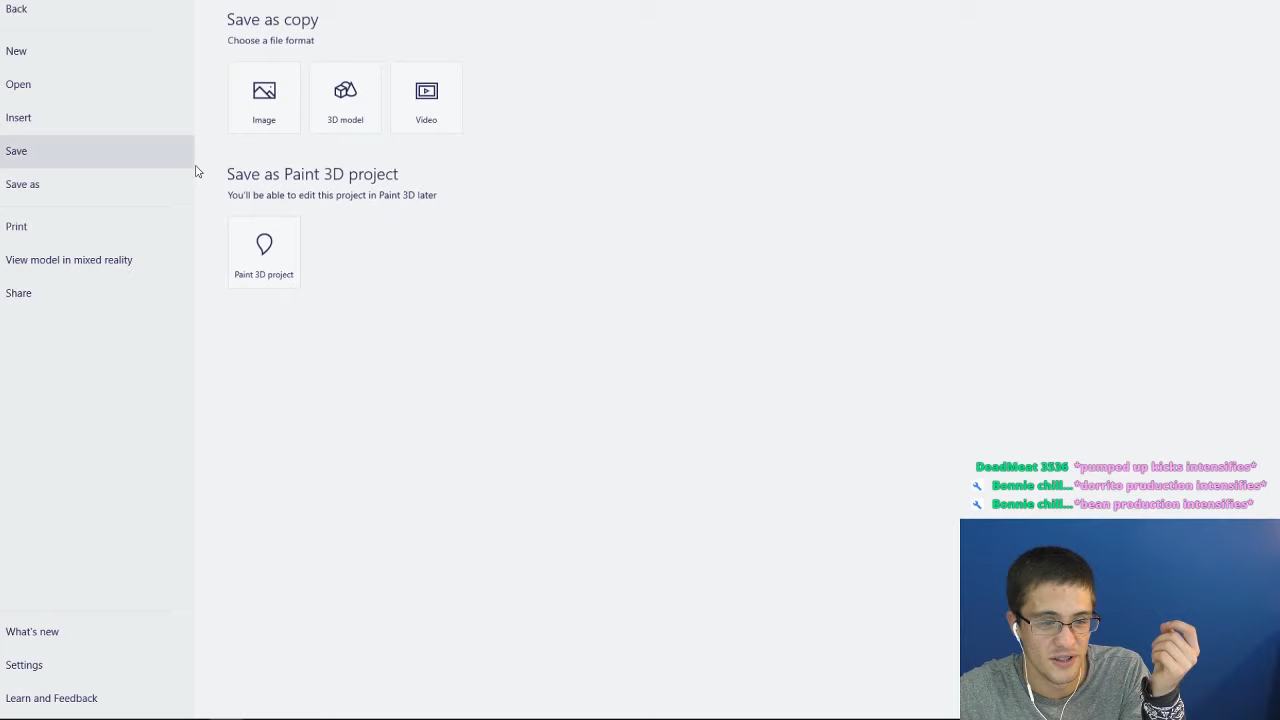 Back
New
Open
Insert
Save
Save as
Print
View model in mixed reality
Share
What's new
Settings
Learn and Feedback
Save as copy
Choose a file format
Image
3D model
Video
Save as Paint 3D project
You'll be able to edit this project in Paint 3D later
Paint 3D project
DoadMeat 3536 *pumped up kicks intensifies*
Bonnie chill... *dorrito pruduction intensifies*
Bonnie chill... *bean production intensifies*